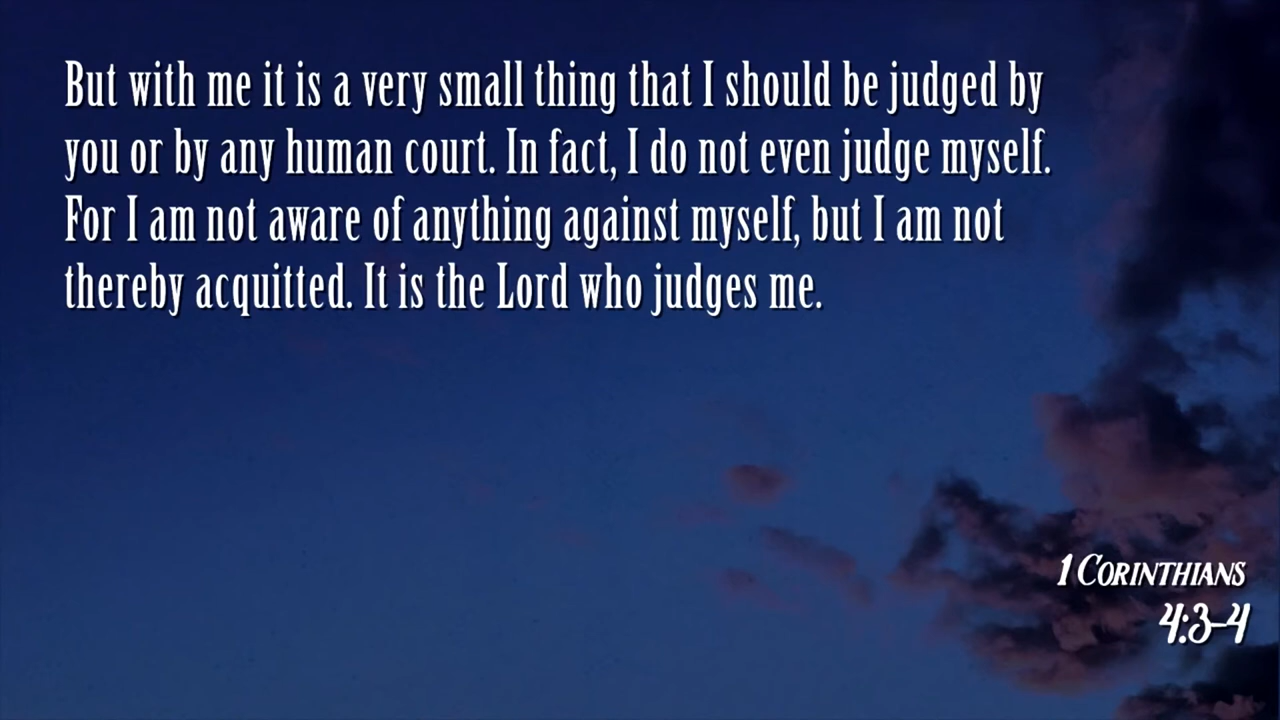 But with me it is a very small thing that I should be judged by
you or by any human court. In fact, I do not even judge myself.
For I am not aware of anything against myself, but I am not
thereby acquitted. It is the Lord who judges me.
1 CORINTHIANS
4:3-4